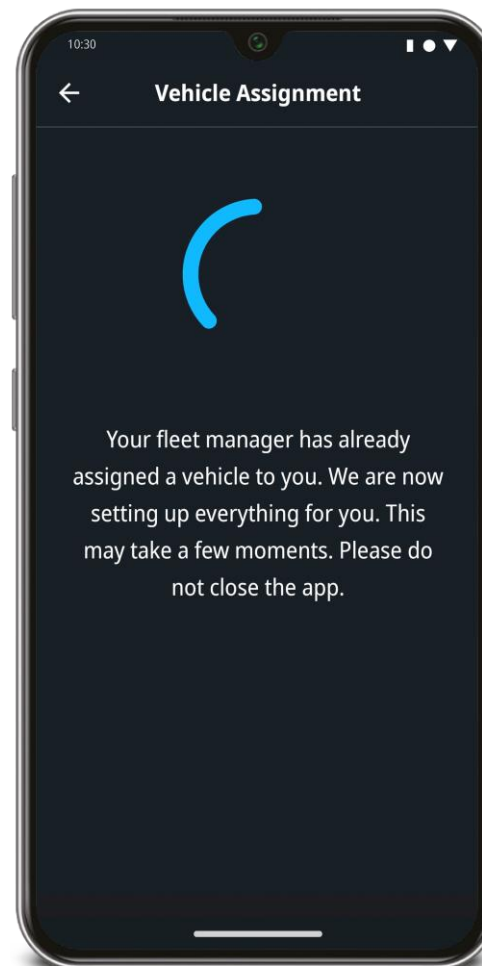 10:30
Vehicle Assignment
Your fleet manager has already
assigned a vehicle to you. We are now
setting up everything for you. This
may take a few moments. Please do
not close the app.